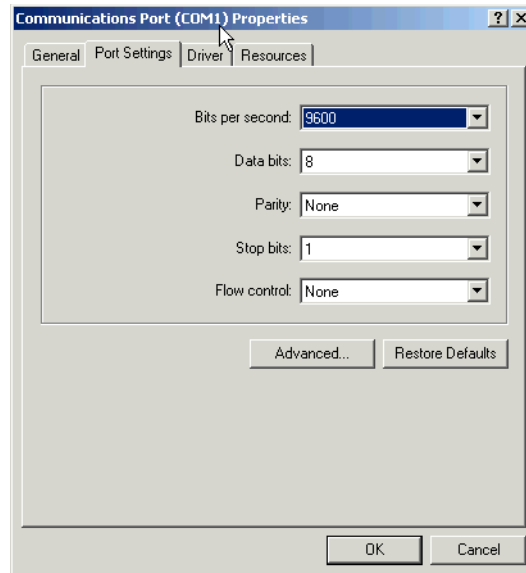 Communications Port (COM1) Properties ? X
General Port Settings Driver Resources
Bits per second: 9600
Data bits: 8
Parity: None
Stop bits: 1
Flow control: None
Advanced... Restore Defaults
OK Cancel